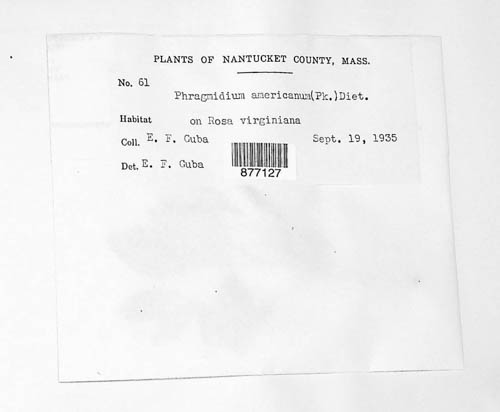 PLANTS OF NANTUCKET COUNTY, MASS.
No. 61
Phragmidium americanum(Pk.)Diet.
Habitat on Rosa virginiana
Coll. E. F. Guba Sept. 19, 1935
Det. E. F. Guba
877127